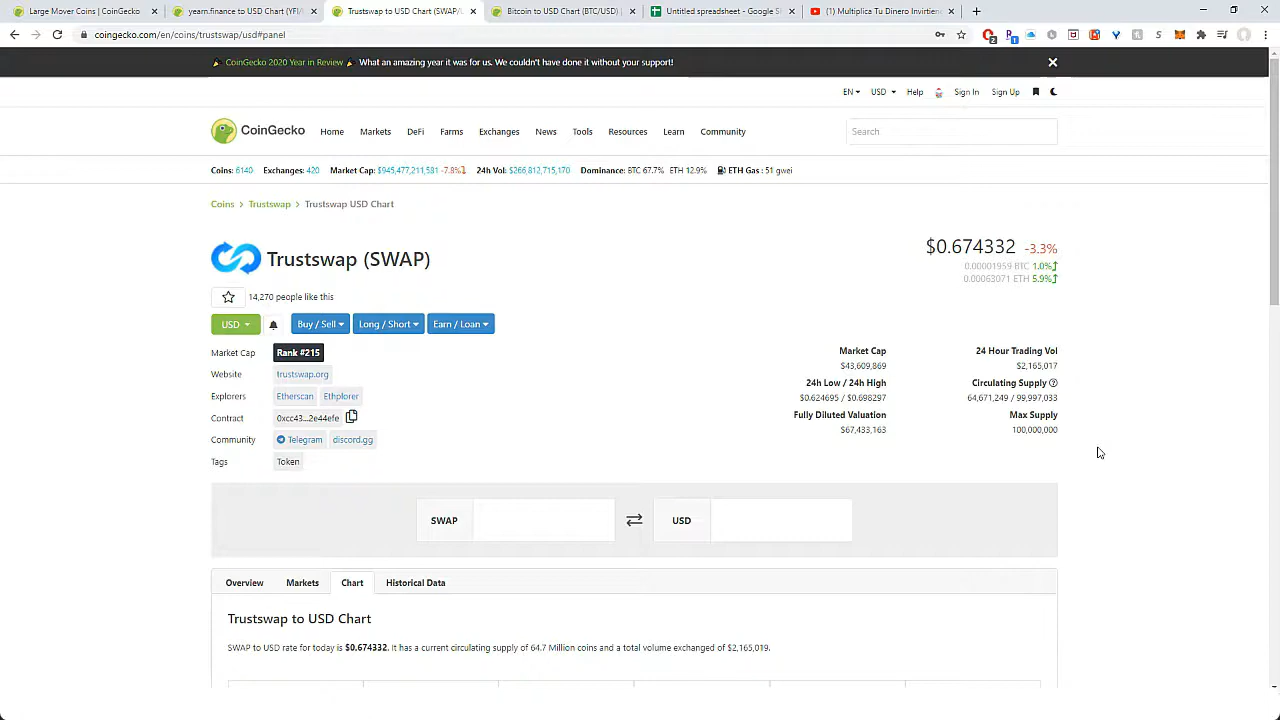 Large Mover Coins | CoinGecko
yearn.finance to USD Chart (YFI/
Trustswap to USD Chart (SWAP/U
Bitcoin to USD Chart (BTC/USD) |
Untitled spreadsheet - Google S
(1) Multiplica Tu Dinero Invirtien
coingecko.com/en/coins/trustswap/usd#panel
CoinGecko 2020 Year in Review What an amazing year it was for us. We couldn't have done it without your support!
EN USD Help Sign In Sign Up
CoinGecko Home Markets DeFi Farms Exchanges News Tools Resources Learn Community Search
Coins: 6140 Exchanges: 420 Market Cap: $945,477,211,581 -7.8% 24h Vol: $266,812,715,170 Dominance: BTC 67.7% ETH 12.9% ETH Gas: 51 gwei
Coins > Trustswap > Trustswap USD Chart
Trustswap (SWAP)
$0.674332 -3.3%
0.00001959 BTC 1.0%
0.00063071 ETH 5.9%
14,270 people like this
USD Buy / Sell Long / Short Earn / Loan
Market Cap Rank #215
Website trustswap.org
Explorers Etherscan Ethplorer
Contract 0xcc43...2e44efe
Community Telegram discord.gg
Tags Token
Market Cap 24 Hour Trading Vol
$43,609,869 $2,165,017
24h Low / 24h High Circulating Supply
$0.624695 / $0.698297 64,671,249 / 99,997,033
Fully Diluted Valuation Max Supply
$67,433,163 100,000,000
SWAP USD
Overview Markets Chart Historical Data
Trustswap to USD Chart
SWAP to USD rate for today is $0.674332. It has a current circulating supply of 64.7 Million coins and a total volume exchanged of $2,165,019.